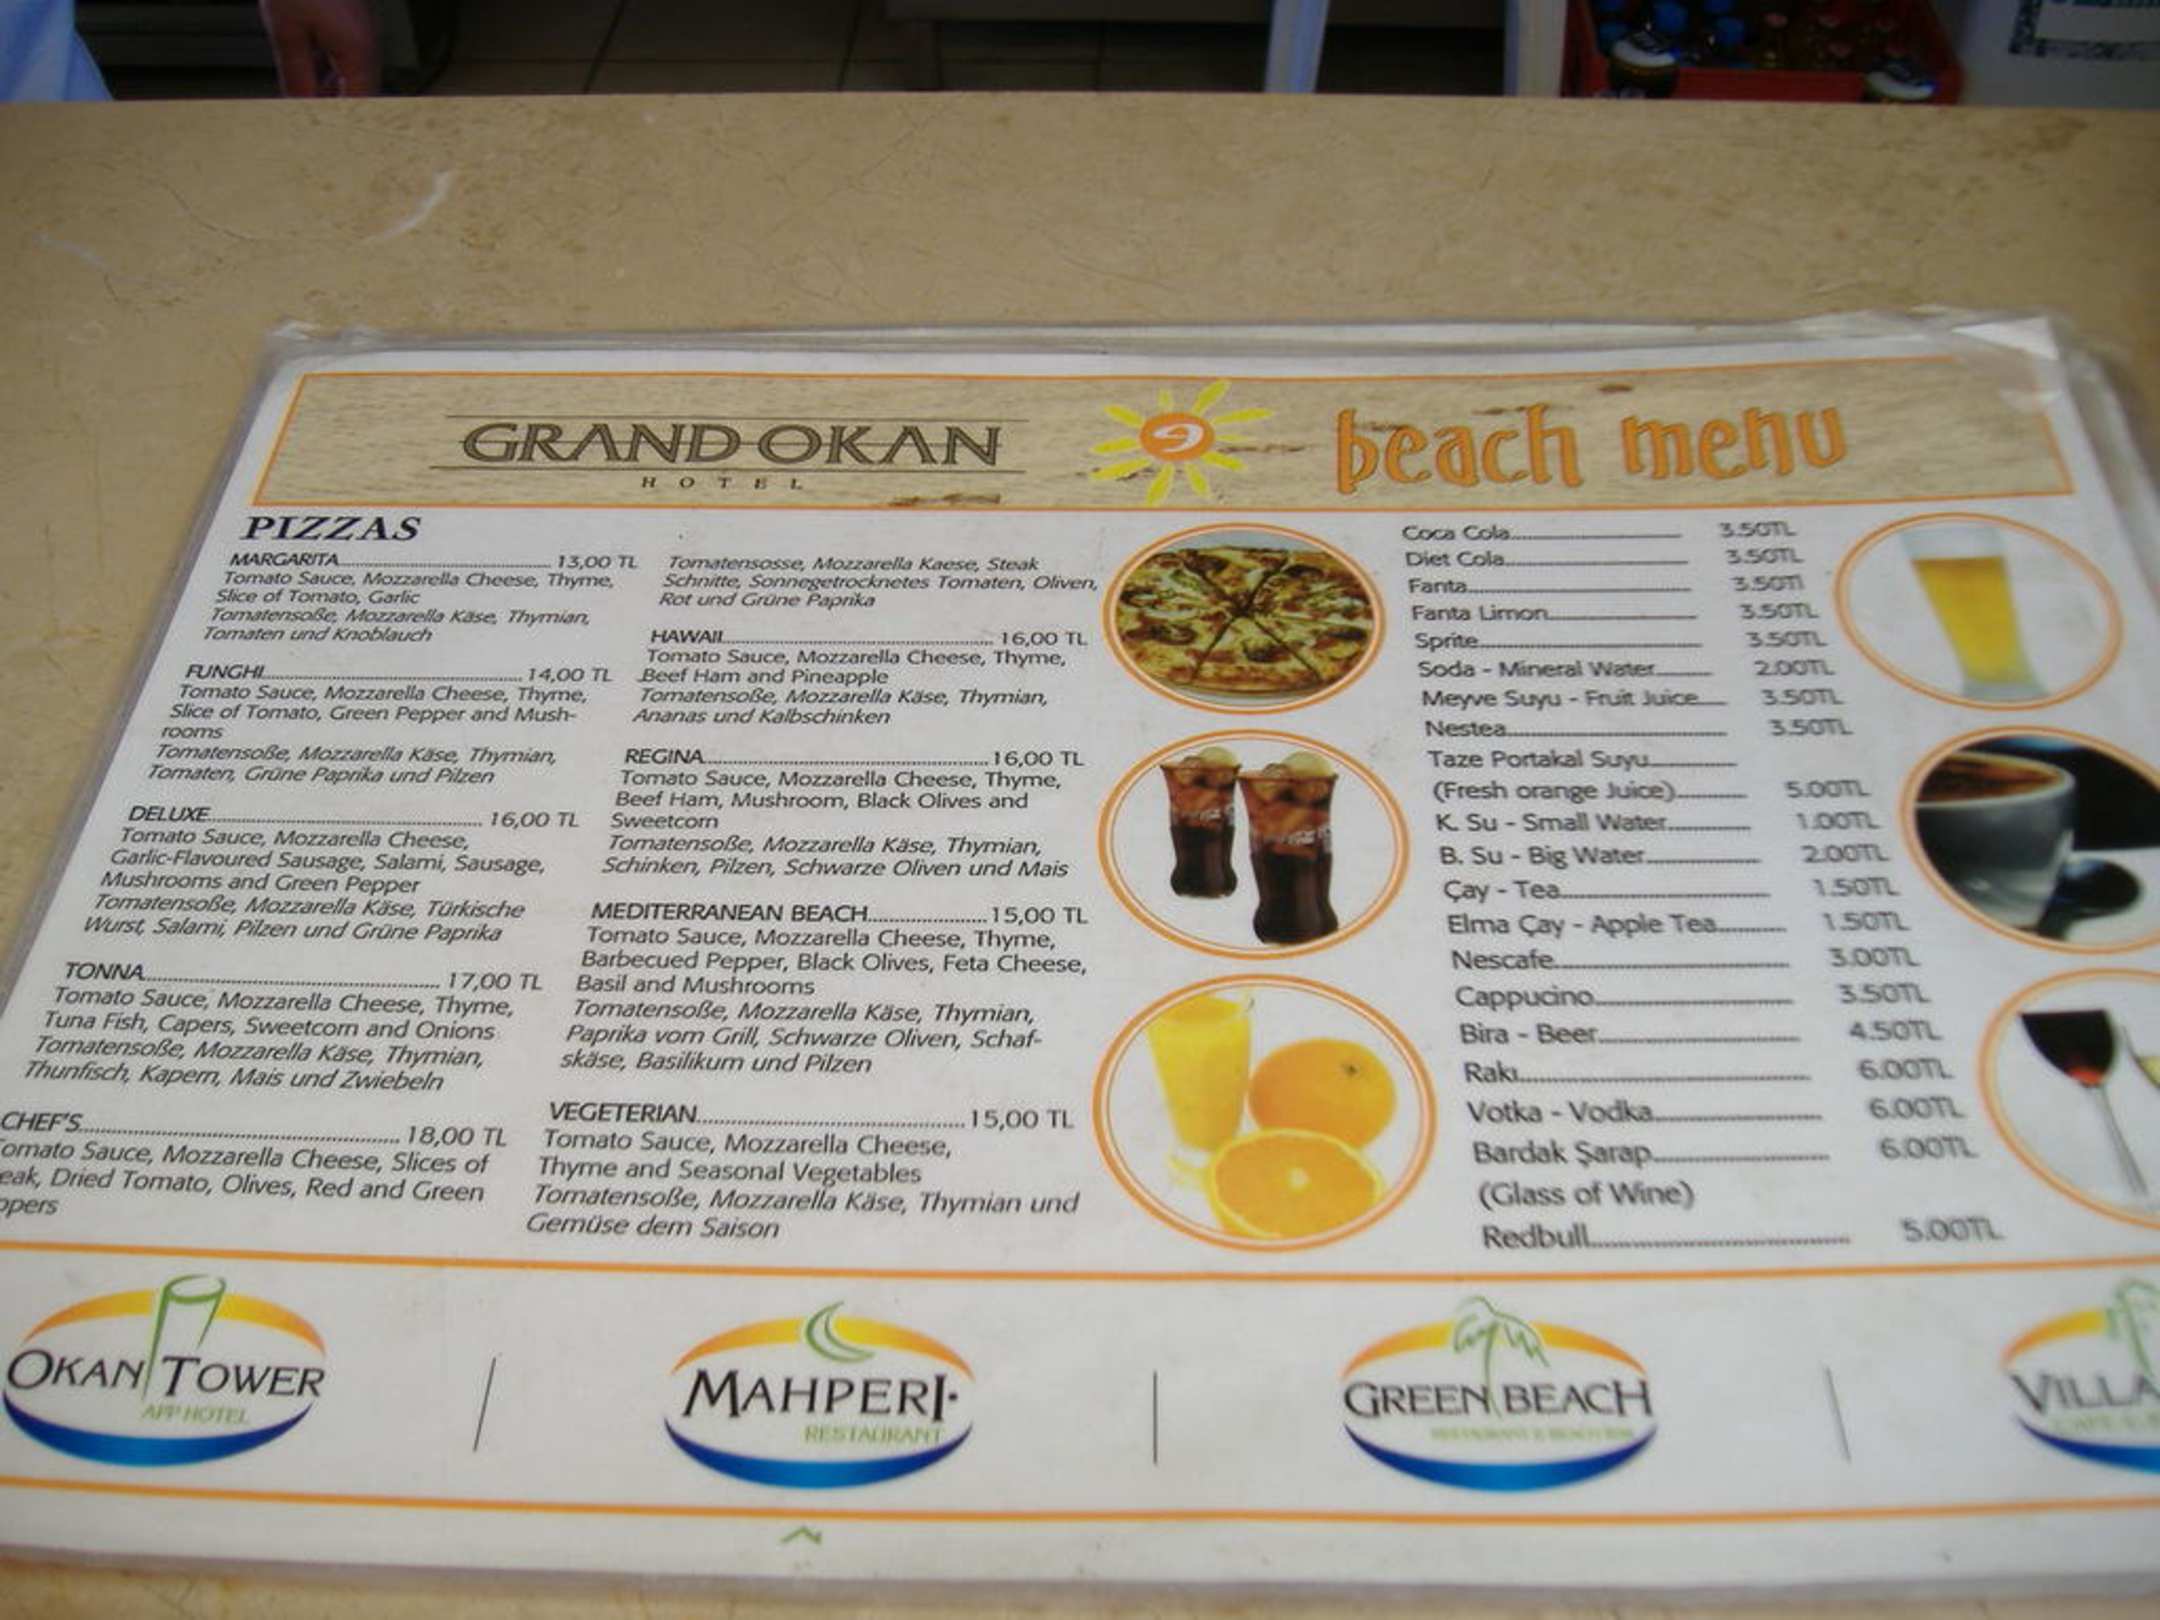 GRAND OKAN
HOTEL
beach menu
PIZZAS
MARGARITA 13,00 TL
Tomato Sauce, Mozzarella Cheese, Thyme,
Slice of Tomato, Garlic
Tomatensoße, Mozzarella Käse, Thymian,
Tomaten und Knoblauch
FUNGHI 14,00 TL
Tomato Sauce, Mozzarella Cheese, Thyme,
Slice of Tomato, Green Pepper and Mush-
rooms
Tomatensoße, Mozzarella Käse, Thymian,
Tomaten, Grüne Paprika und Pilzen
DELUXE 16,00 TL
Tomato Sauce, Mozzarella Cheese,
Garlic-Flavoured Sausage, Salami, Sausage,
Mushrooms and Green Pepper
Tomatensoße, Mozzarella Käse, Türkische
Wurst, Salami, Pilzen und Grüne Paprika
TONNA 17,00 TL
Tomato Sauce, Mozzarella Cheese, Thyme,
Tuna Fish, Capers, Sweetcorn and Onions
Tomatensoße, Mozzarella Käse, Thymian,
Thunfisch, Kapern, Mais und Zwiebeln
CHEF'S 18,00 TL
omato Sauce, Mozzarella Cheese, Slices of
eak, Dried Tomato, Olives, Red and Green
ppers
Tomatensosse, Mozzarella Kaese, Steak
Schnitte, Sonnegetrocknetes Tomaten, Oliven,
Rot und Grüne Paprika
HAWAII 16,00 TL
Tomato Sauce, Mozzarella Cheese, Thyme,
Beef Ham and Pineapple
Tomatensoße, Mozzarella Käse, Thymian,
Ananas und Kalbschinken
REGINA 16,00 TL
Tomato Sauce, Mozzarella Cheese, Thyme,
Beef Ham, Mushroom, Black Olives and
Sweetcorn
Tomatensoße, Mozzarella Käse, Thymian,
Schinken, Pilzen, Schwarze Oliven und Mais
MEDITERRANEAN BEACH 15,00 TL
Tomato Sauce, Mozzarella Cheese, Thyme,
Barbecued Pepper, Black Olives, Feta Cheese,
Basil and Mushrooms
Tomatensoße, Mozzarella Käse, Thymian,
Paprika vom Grill, Schwarze Oliven, Schaf-
skäse, Basilikum und Pilzen
VEGETERIAN 15,00 TL
Tomato Sauce, Mozzarella Cheese,
Thyme and Seasonal Vegetables
Tomatensoße, Mozzarella Käse, Thymian und
Gemüse dem Saison
Coca Cola 3.50TL
Diet Cola 3.50TL
Fanta 3.50Tl
Fanta Limon 3.50TL
Sprite 3.50TL
Soda - Mineral Water 2.00TL
Meyve Suyu - Fruit Juice 3.50TL
Nestea 3.50TL
Taze Portakal Suyu
(Fresh orange Juice) 5.00TL
K. Su - Small Water 1.00TL
B. Su - Big Water 2.00TL
Çay - Tea 1.50TL
Elma Çay - Apple Tea 1.50TL
Nescafe 3.00TL
Cappucino 3.50TL
Bira - Beer 4.50TL
Rakı 6.00TL
Votka - Vodka 6.00TL
Bardak Şarap 6.00TL
(Glass of Wine)
Redbull 5.00TL
OKAN TOWER
APP HOTEL
MAHPERI
RESTAURANT
GREEN BEACH
VILLA